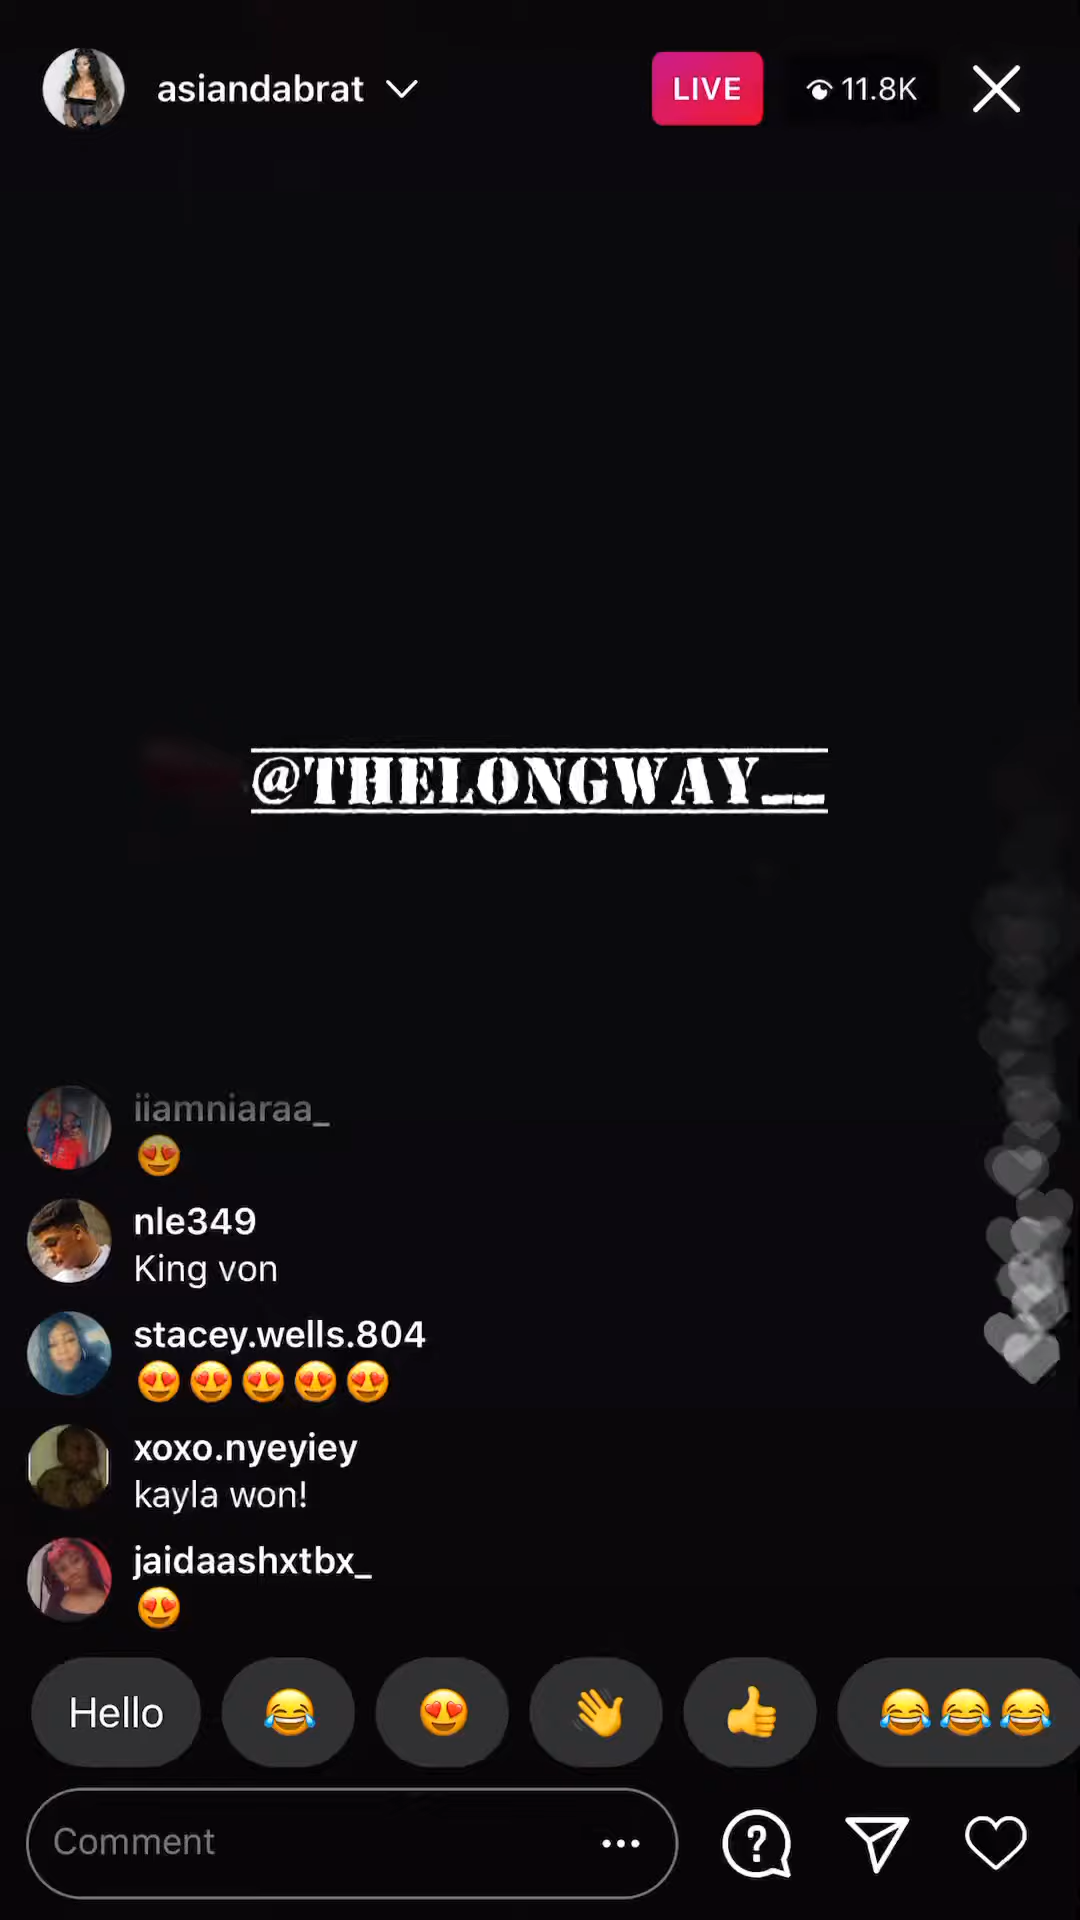 asiandabrat
LIVE
11.8K
@THELONGWAY__
iiamniaraa_
😍
nle349
King von
stacey.wells.804
😍😍😍😍😍
xoxo.nyeyiey
kayla won!
jaidaashxtbx_
😍
Hello 😂 😍 👋 👍 😂😂😂
Comment